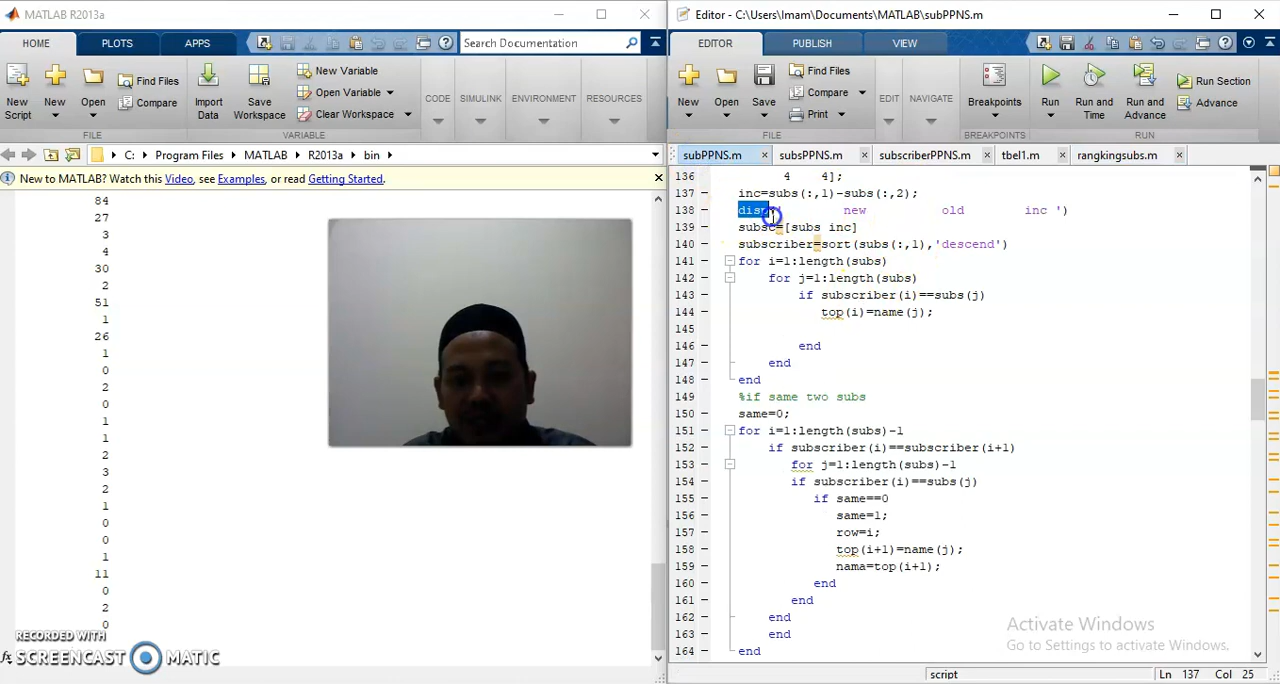 MATLAB R2013a
HOME PLOTS APPS Search Documentation
New Script New Open Find Files Compare Import Data Save Workspace New Variable Open Variable Clear Workspace CODE SIMULINK ENVIRONMENT RESOURCES
FILE VARIABLE
C: Program Files MATLAB R2013a bin
New to MATLAB? Watch this Video, see Examples, or read Getting Started.
84
27
3
4
30
2
51
1
26
1
0
2
0
1
1
2
3
2
1
0
0
1
11
0
2
0
RECORDED WITH
SCREENCAST MATIC
Editor - C:\Users\Imam\Documents\MATLAB\subPPNS.m
EDITOR PUBLISH VIEW
New Open Save Find Files Compare Print EDIT NAVIGATE Breakpoints Run Run and Time Run and Advance Run Section Advance
FILE BREAKPOINTS RUN
subPPNS.m subsPPNS.m subscriberPPNS.m tbel1.m rangkingsubs.m
136 4 4];
137 inc=subs(:,1)-subs(:,2);
138 disp new old inc ')
139 subsc=[subs inc]
140 subscriber=sort(subs(:,1),'descend')
141 for i=1:length(subs)
142 for j=1:length(subs)
143 if subscriber(i)==subs(j)
144 top(i)=name(j);
145
146 end
147 end
148 end
149 %if same two subs
150 same=0;
151 for i=1:length(subs)-1
152 if subscriber(i)==subscriber(i+1)
153 for j=1:length(subs)-1
154 if subscriber(i)==subs(j)
155 if same==0
156 same=1;
157 row=i;
158 top(i+1)=name(j);
159 nama=top(i+1);
160 end
161 end
162 end
163 end
164 end
Activate Windows
Go to Settings to activate Windows.
script Ln 137 Col 25